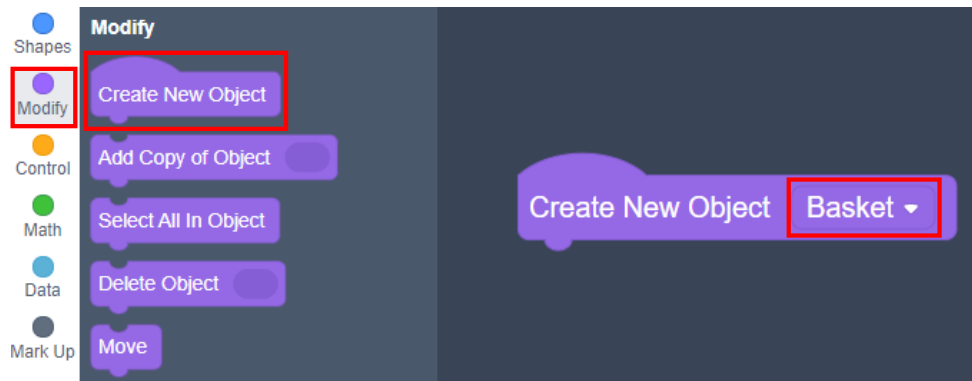 Shapes
Modify
Control
Math
Data
Mark Up
Modify
Create New Object
Add Copy of Object
Select All In Object
Delete Object
Move
Create New Object Basket